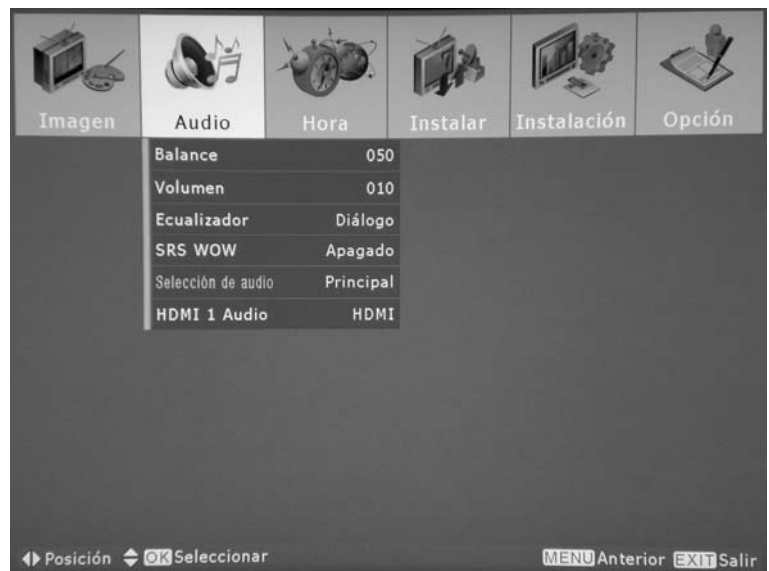 Imagen Audio Hora Instalar Instalación Opción
Balance 050
Volumen 010
Ecualizador Diálogo
SRS WOW Apagado
Selección de audio Principal
HDMI 1 Audio HDMI
Posición OK Seleccionar MENU Anterior EXIT Salir